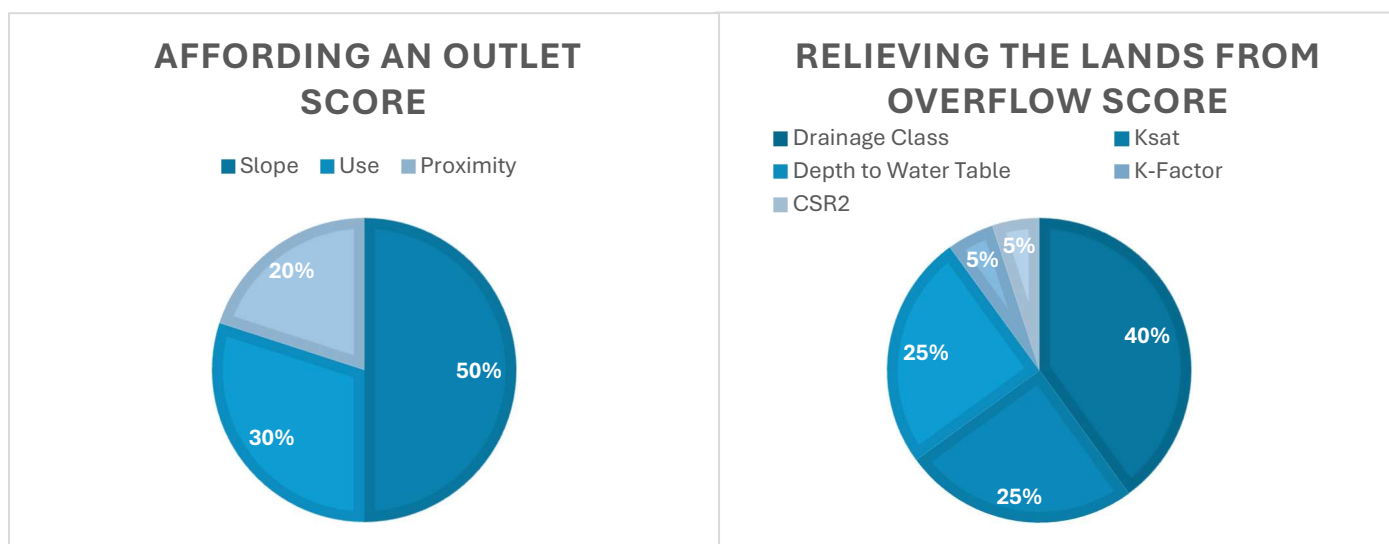 AFFORDING AN OUTLET
SCORE
Slope Use Proximity
20%
50%
30%
RELIEVING THE LANDS FROM
OVERFLOW SCORE
Drainage Class Ksat
Depth to Water Table K-Factor
CSR2
5% 5%
40%
25%
25%